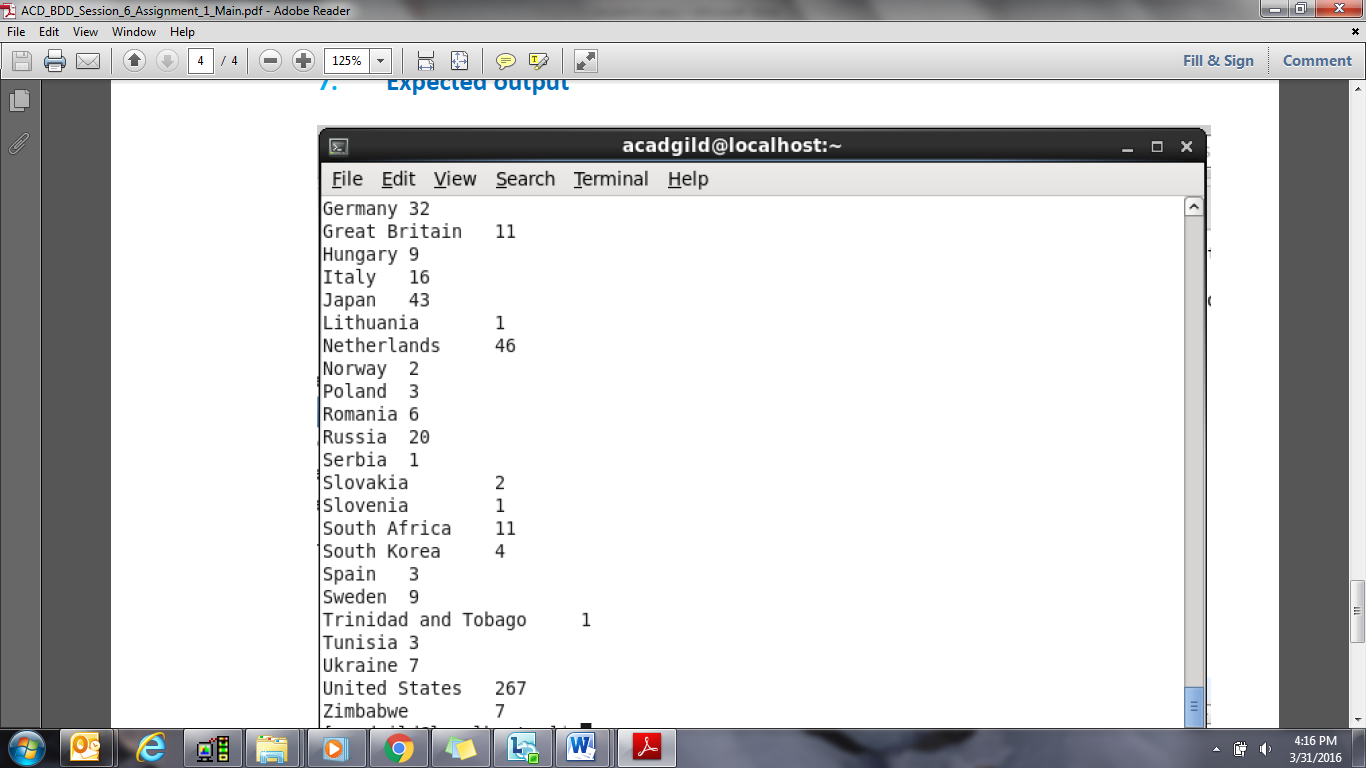 ACD_BDD_Session_6_Assignment_1_Main.pdf - Adobe Reader
File Edit View Window Help
4 / 4 125% Fill & Sign Comment
7. Expected output
acadgild@localhost:~
File Edit View Search Terminal Help
Germany 32
Great Britain 11
Hungary 9
Italy 16
Japan 43
Lithuania 1
Netherlands 46
Norway 2
Poland 3
Romania 6
Russia 20
Serbia 1
Slovakia 2
Slovenia 1
South Africa 11
South Korea 4
Spain 3
Sweden 9
Trinidad and Tobago 1
Tunisia 3
Ukraine 7
United States 267
Zimbabwe 7
4:16 PM
3/31/2016